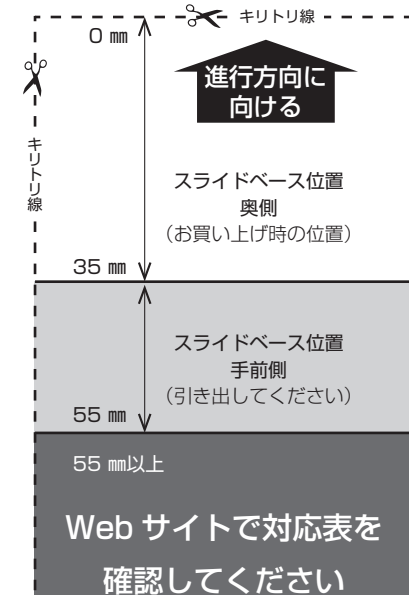 キリトリ線
0 ㎜
進行方向に
向ける
キリトリ線
スライドベース位置
奥側
（お買い上げ時の位置）
35 ㎜
スライドベース位置
手前側
（引き出してください）
55 ㎜
55 ㎜以上
Web サイトで対応表を
確認してください